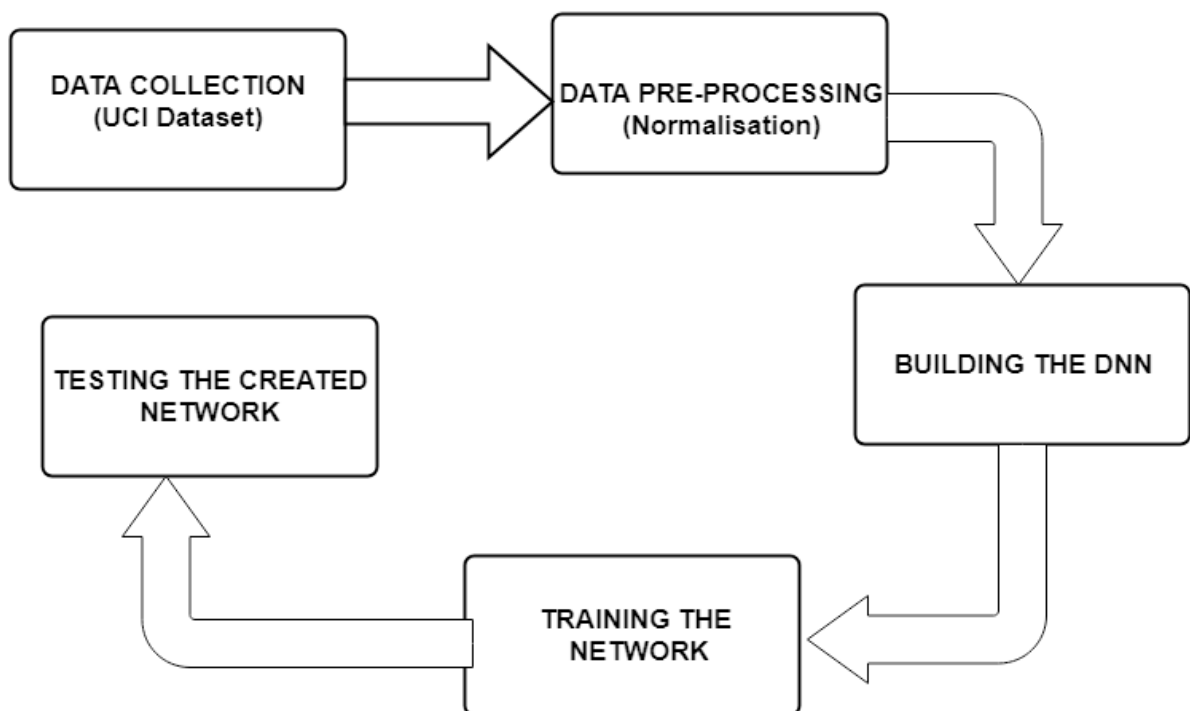 DATA COLLECTION
(UCI Dataset)
DATA PRE-PROCESSING
(Normalisation)
BUILDING THE DNN
TRAINING THE
NETWORK
TESTING THE CREATED
NETWORK